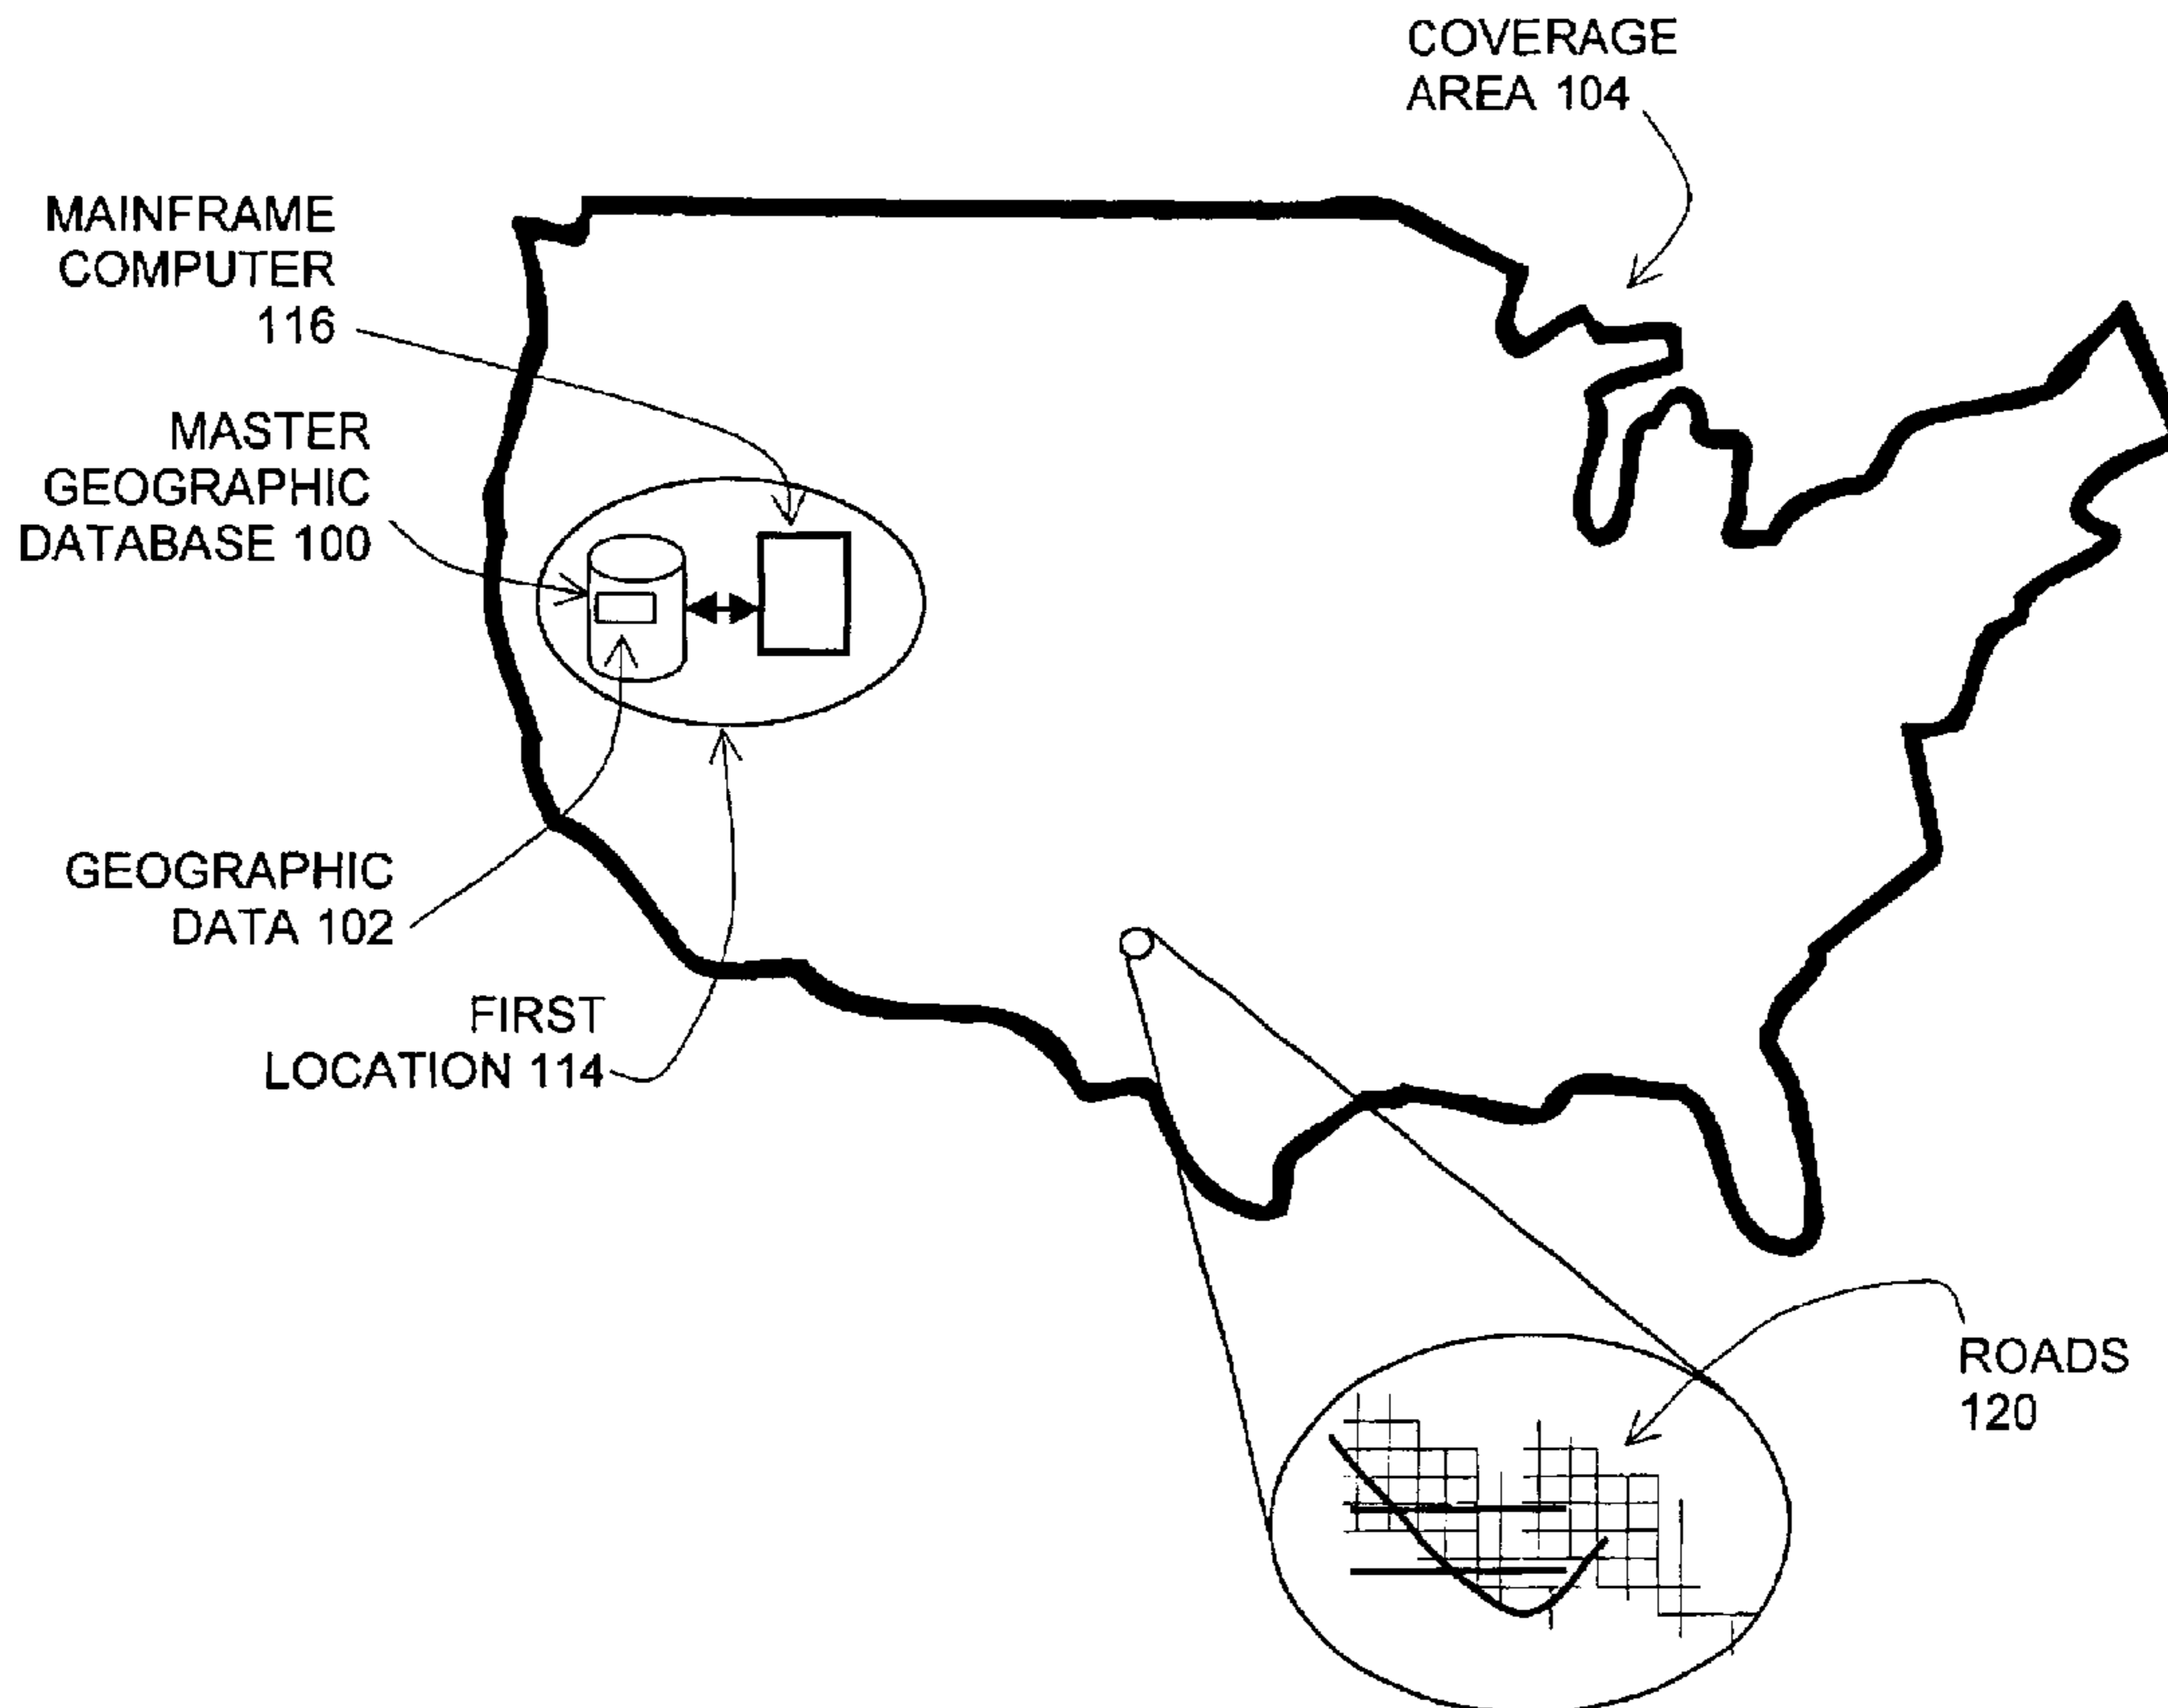 COVERAGE
AREA 104
MAINFRAME
COMPUTER
116
MASTER
GEOGRAPHIC
DATABASE 100
GEOGRAPHIC
DATA 102
FIRST
LOCATION 114
ROADS
120